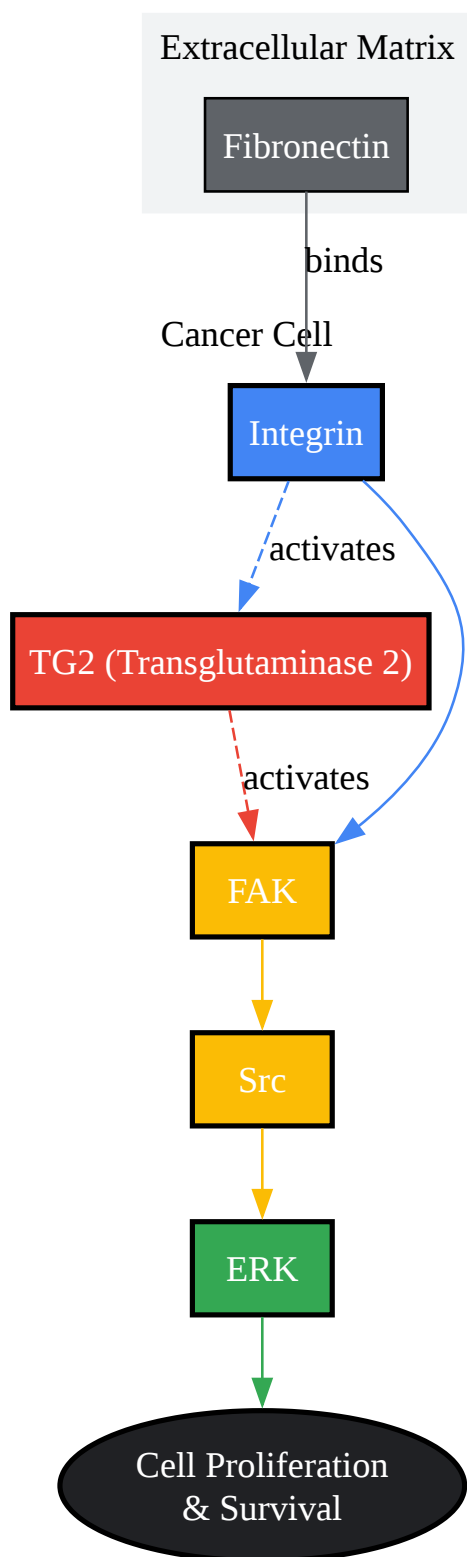 Extracellular Matrix
Fibronectin
binds
Cancer Cell
Integrin
activates
TG2 (Transglutaminase 2)
activates
FAK
Src
ERK
Cell Proliferation
& Survival